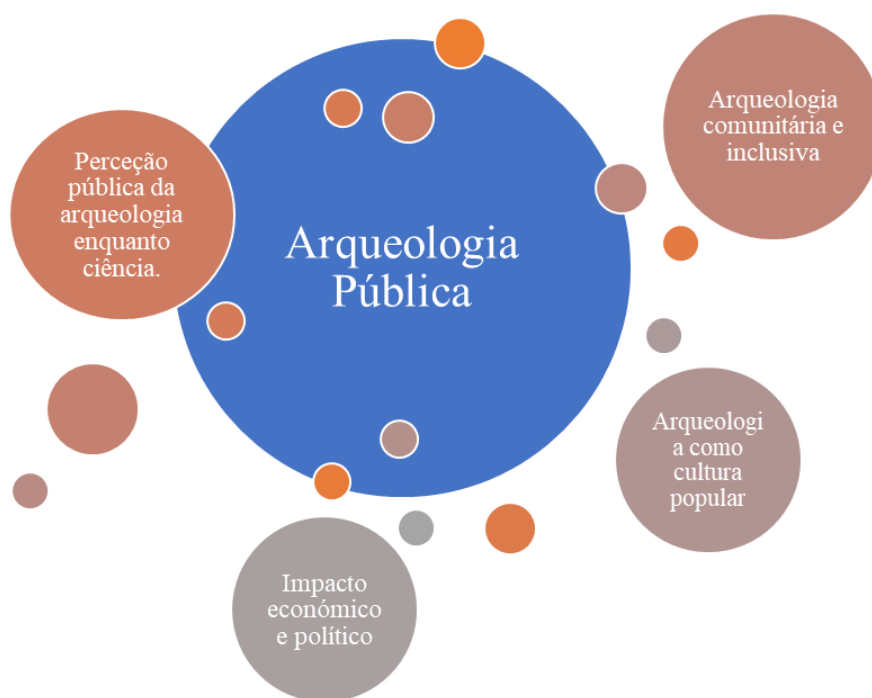 Arqueologia
Pública
Perceção
pública da
arqueologia
enquanto
ciência.
Arqueologia
comunitária e
inclusiva
Arqueologi
a como
cultura
popular
Impacto
económico
e político